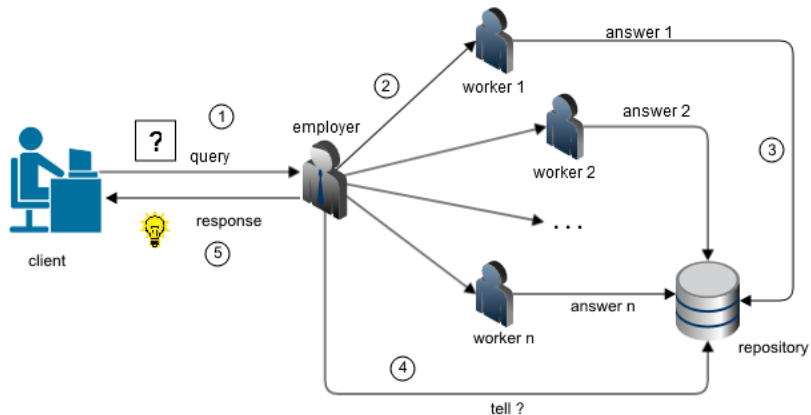 answer 1
2
worker 1
1
employer
answer 2
?
query
3
worker 2
response
. . .
5
client
answer n
worker n
repository
4
tell ?